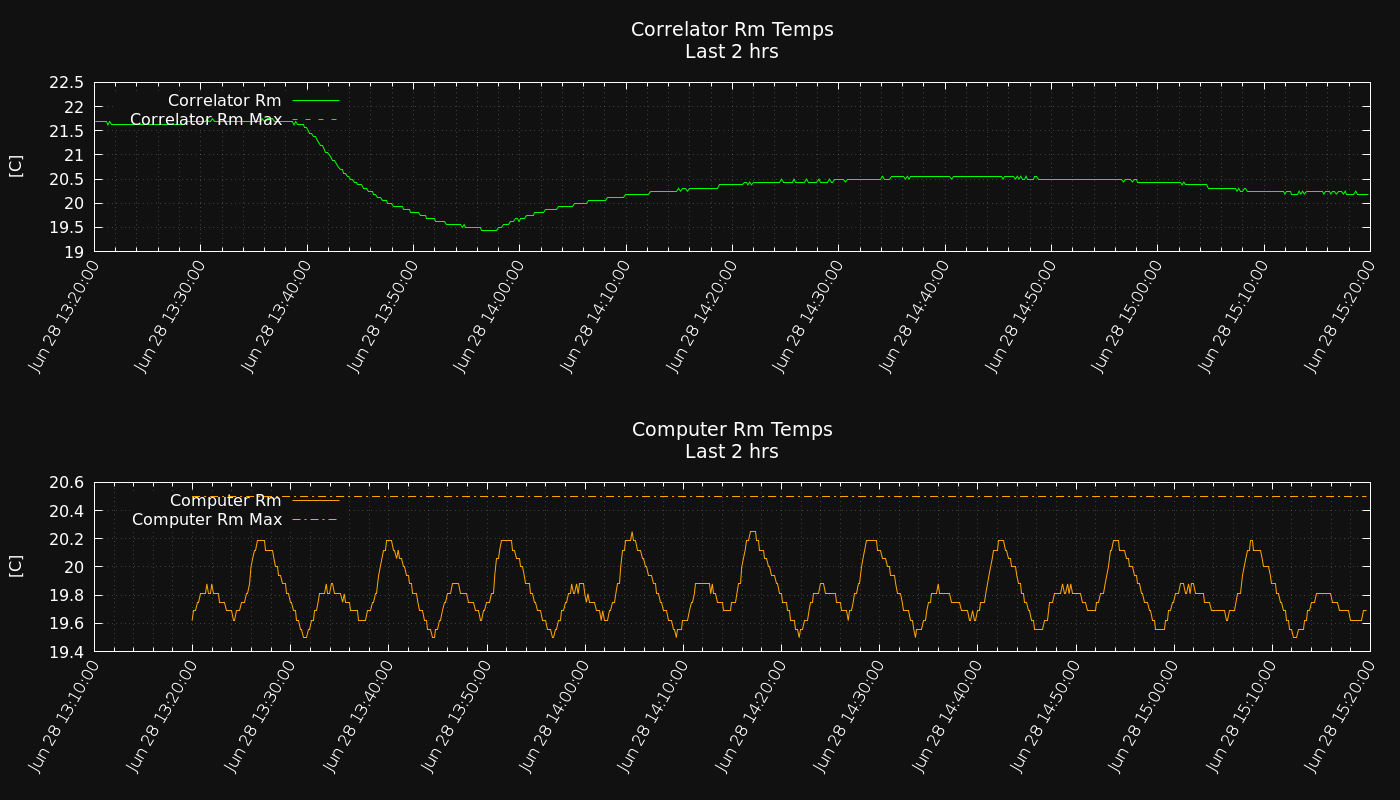 Correlator Rm Temps
Last 2 hrs
22.5
22
21.5
21
20.5
20
19.5
19
[C]
Correlator Rm
Correlator Rm Max
Jun 28 13:20:00
Jun 28 13:30:00
Jun 28 13:40:00
Jun 28 13:50:00
Jun 28 14:00:00
Jun 28 14:10:00
Jun 28 14:20:00
Jun 28 14:30:00
Jun 28 14:40:00
Jun 28 14:50:00
Jun 28 15:00:00
Jun 28 15:10:00
Jun 28 15:20:00
Computer Rm Temps
Last 2 hrs
20.6
20.4
20.2
20
19.8
19.6
19.4
[C]
Computer Rm
Computer Rm Max
Jun 28 13:10:00
Jun 28 13:20:00
Jun 28 13:30:00
Jun 28 13:40:00
Jun 28 13:50:00
Jun 28 14:00:00
Jun 28 14:10:00
Jun 28 14:20:00
Jun 28 14:30:00
Jun 28 14:40:00
Jun 28 14:50:00
Jun 28 15:00:00
Jun 28 15:10:00
Jun 28 15:20:00